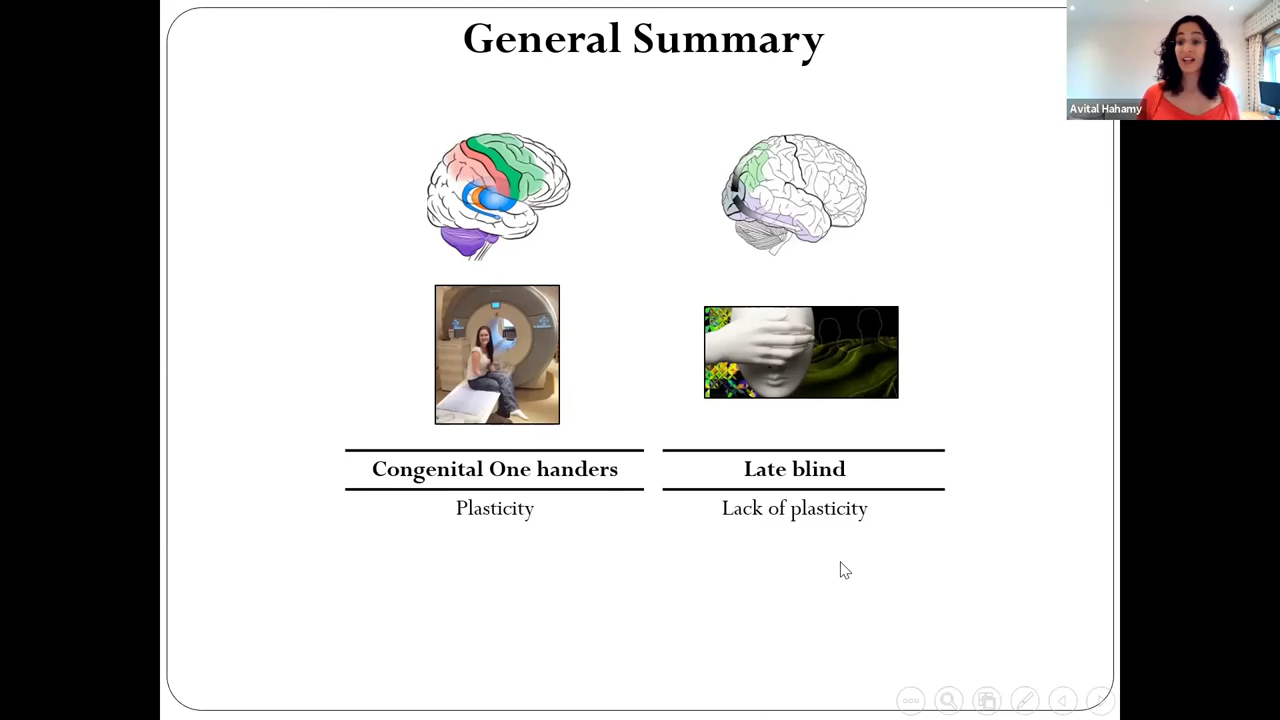 General Summary
Avital Hahamy
Congenital One handers
Late blind
Plasticity
Lack of plasticity